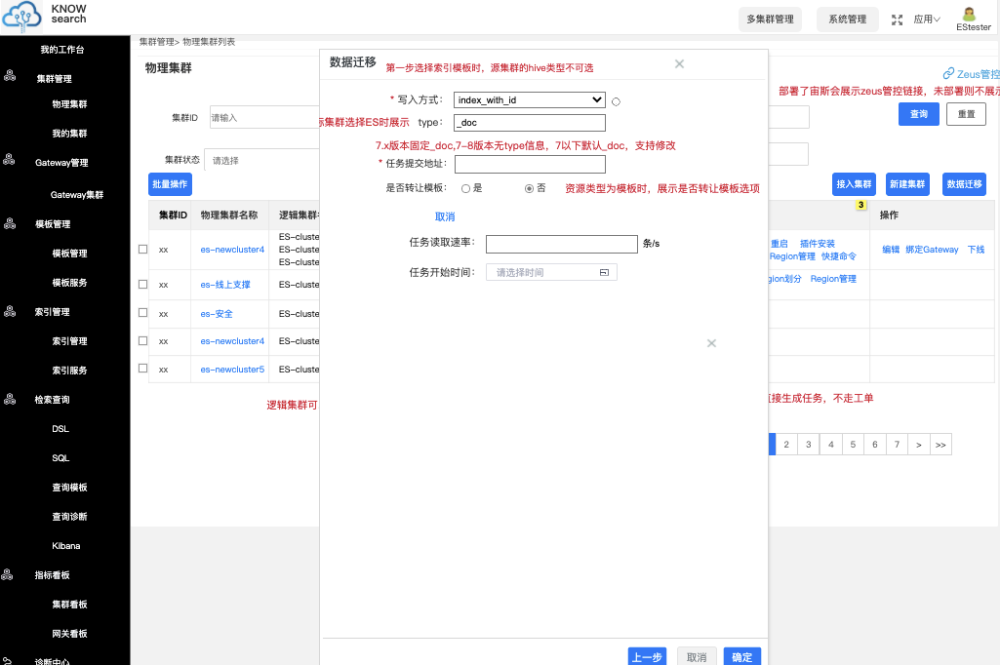 KNOW
search
多集群管理
系统管理
应用
EStester
我的工作台
集群管理
物理集群
我的集群
Gateway管理
Gateway集群
模板管理
模板管理
模板服务
索引管理
索引管理
索引服务
检索查询
DSL
SQL
查询模板
查询诊断
Kibana
指标看板
集群看板
网关看板
诊断中心
集群管理> 物理集群列表
物理集群
Zeus管控
部署了宙斯会展示zeus管控链接，未部署则不展示
集群ID
请输入
查询
重置
集群状态
请选择
批量操作
接入集群
新建集群
数据迁移
3
集群ID
物理集群名称
逻辑集群
操作
xx
es-newcluster4
ES-cluste
ES-cluste
ES-cluste
重启 插件安装
Region管理 快捷命令
编辑 绑定Gateway 下线
xx
es-线上支撑
ES-cluste
gion划分 Region管理
xx
es-安全
ES-cluste
xx
es-newcluster4
ES-cluste
xx
es-newcluster5
ES-cluste
逻辑集群可
接生成任务，不走工单
2 3 4 5 6 7 > >>
数据迁移
第一步选择索引模板时，源集群的hive类型不可选
* 写入方式：
index_with_id
标集群选择ES时展示
type：
_doc
7.x版本固定_doc,7-8版本无type信息，7以下默认_doc，支持修改
* 任务提交地址：
是否转让模板：
是
否
资源类型为模板时，展示是否转让模板选项
取消
任务读取速率：
条/s
任务开始时间：
请选择时间
上一步
取消
确定